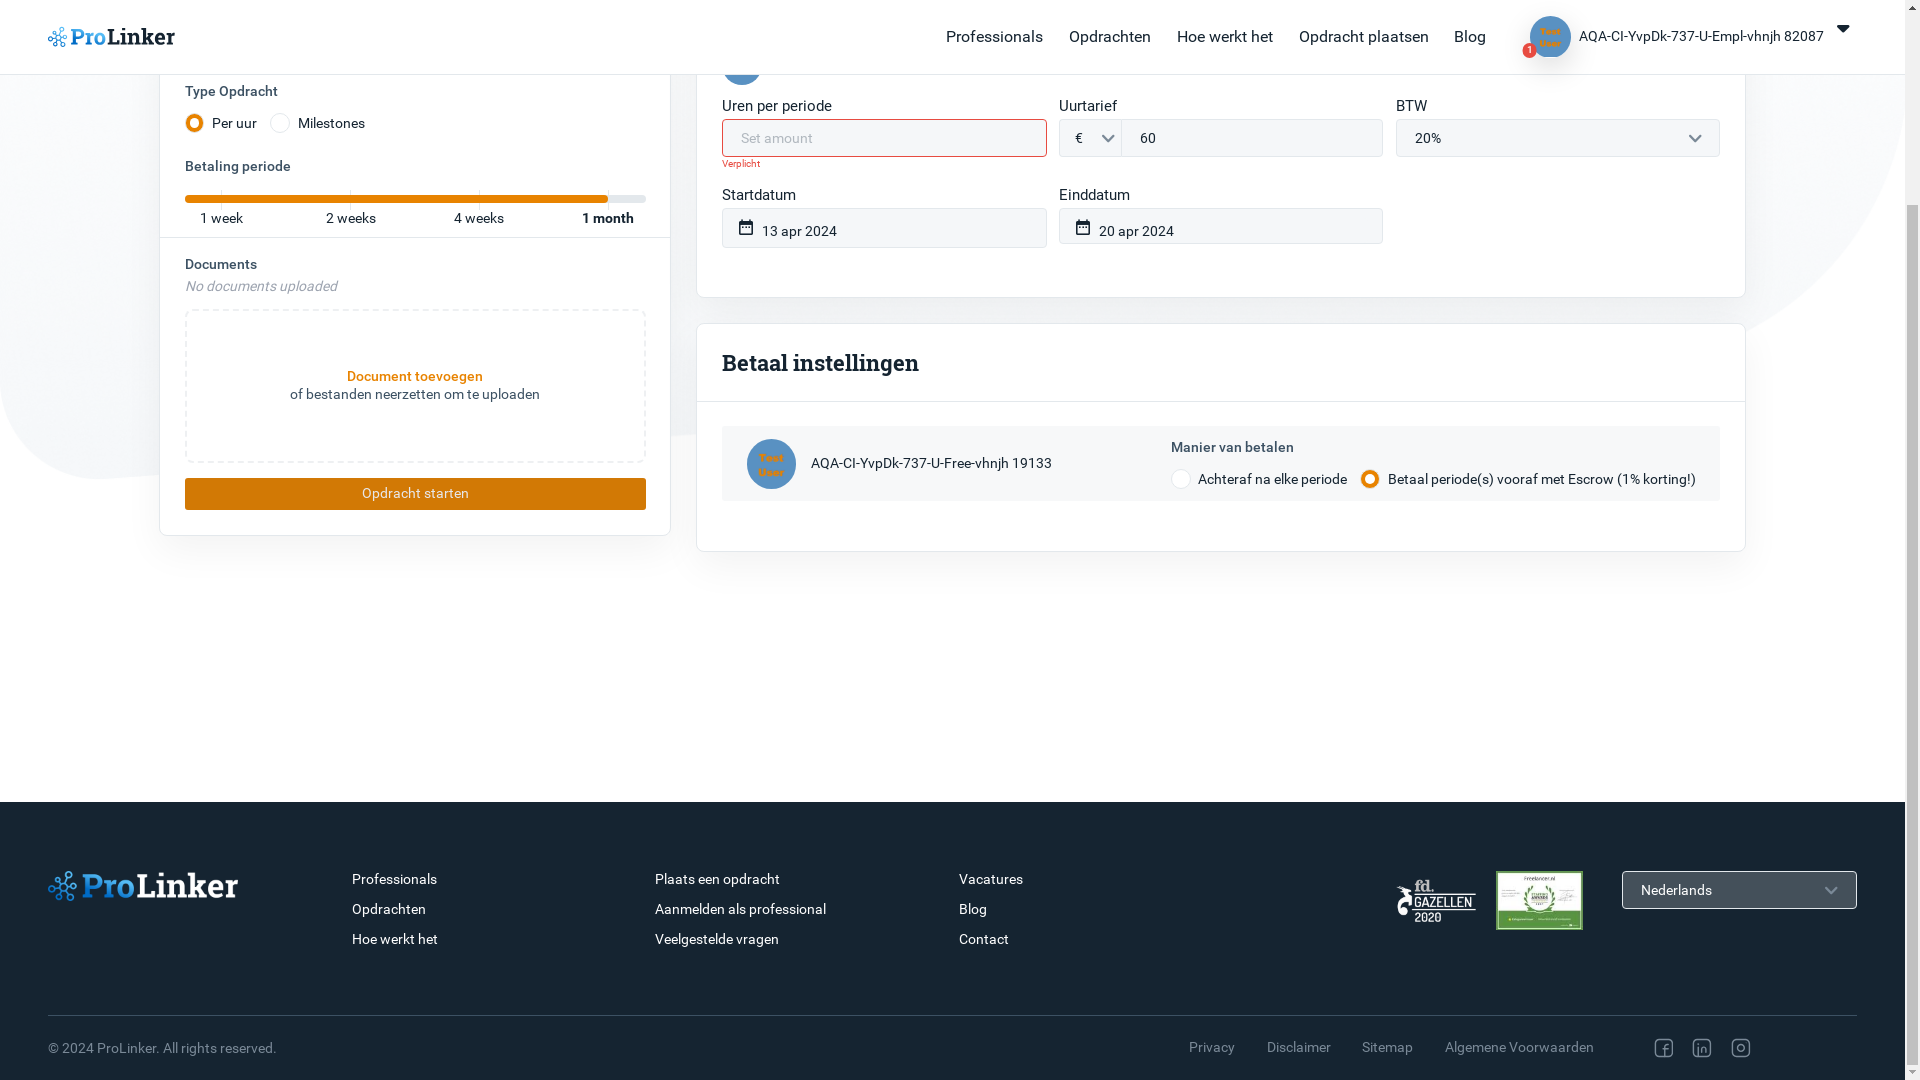 ProLinker
Professionals
Opdrachten
Hoe werkt het
Opdracht plaatsen
Blog
Test User
1
AQA-CI-YvpDk-737-U-Empl-vhnjh 82087
Type Opdracht
Per uur
Milestones
Betaling periode
1 week
2 weeks
4 weeks
1 month
Documents
No documents uploaded
Document toevoegen
of bestanden neerzetten om te uploaden
Opdracht starten
Uren per periode
Set amount
Verplicht
Uurtarief
€
60
BTW
20%
Startdatum
13 apr 2024
Einddatum
20 apr 2024
Betaal instellingen
Test
User
AQA-CI-YvpDk-737-U-Free-vhnjh 19133
Manier van betalen
Achteraf na elke periode
Betaal periode(s) vooraf met Escrow (1% korting!)
ProLinker
Professionals
Opdrachten
Hoe werkt het
Plaats een opdracht
Aanmelden als professional
Veelgestelde vragen
Vacatures
Blog
Contact
fd.
GAZELLEN
2020
Freelancer.nl
Nederlands
© 2024 ProLinker. All rights reserved.
Privacy
Disclaimer
Sitemap
Algemene Voorwaarden